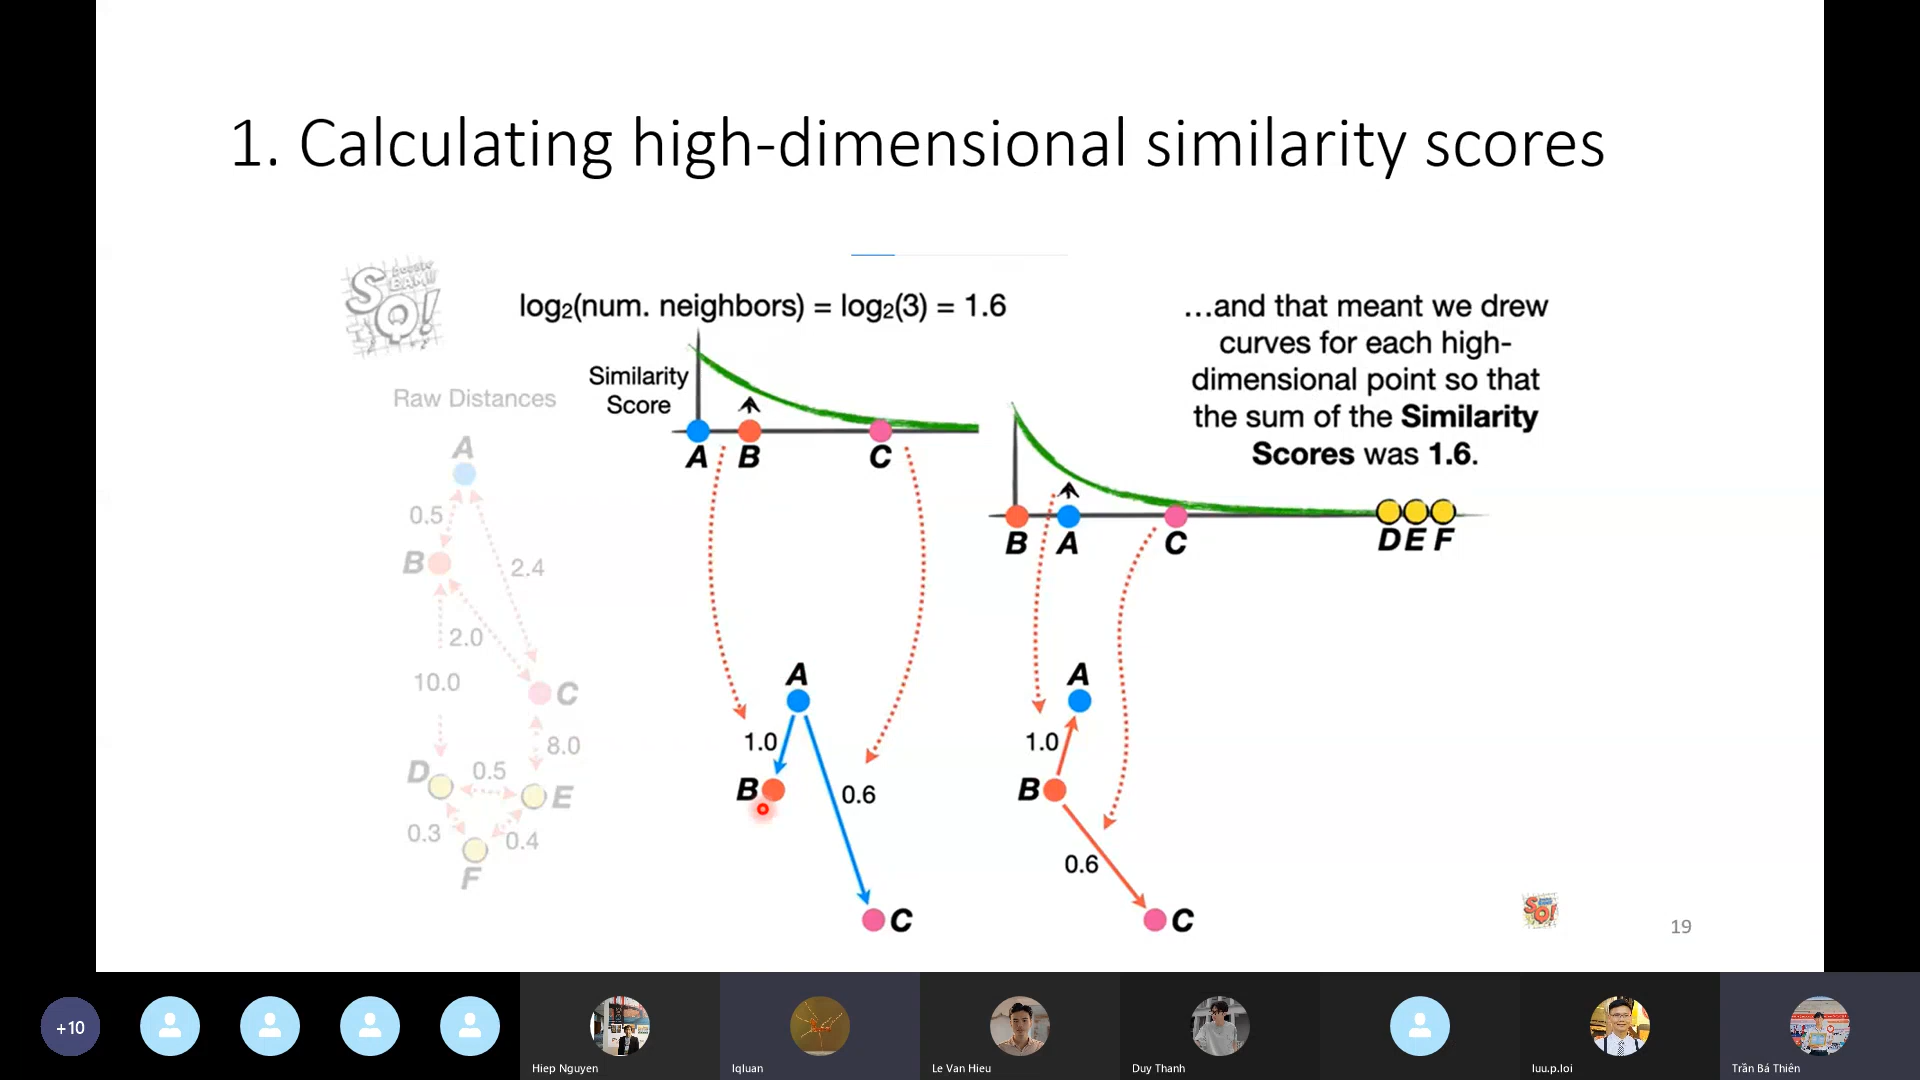 1. Calculating high-dimensional similarity scores
log₂(num. neighbors) = log₂(3) = 1.6
...and that meant we drew
curves for each high-
dimensional point so that
the sum of the Similarity
Scores was 1.6.
Similarity
Score
A B C
B A C D E F
Raw Distances
A
0.5
B
2.4
2.0
10.0
C
8.0
D
0.5
E
0.3
0.4
F
A
1.0
B
0.6
C
A
1.0
B
0.6
C
SQ!
19
+10
Hiep Nguyen
lqluan
Le Van Hieu
Duy Thanh
luu.p.loi
Trần Bá Thiên